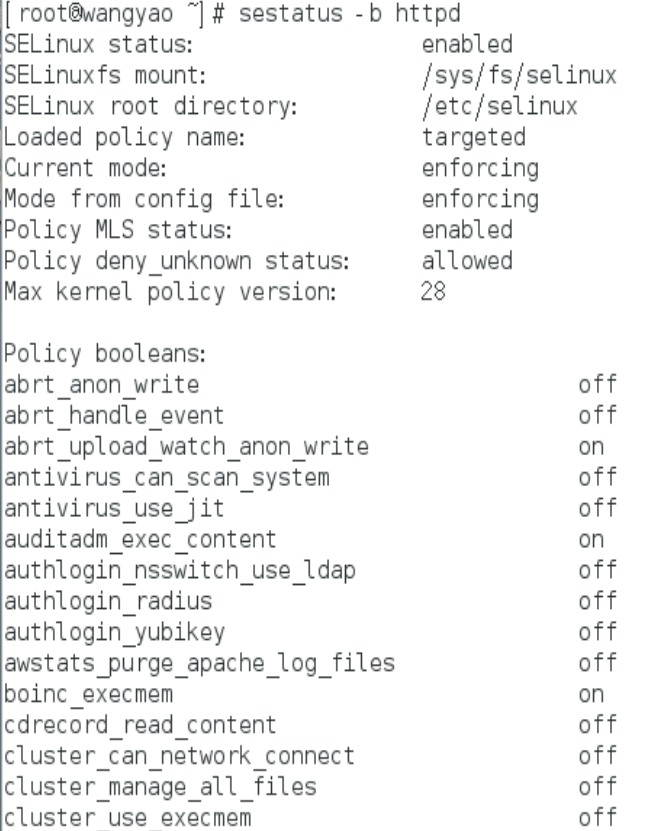 [root@wangyao ~]# sestatus -b httpd
SELinux status: enabled
SELinuxfs mount: /sys/fs/selinux
SELinux root directory: /etc/selinux
Loaded policy name: targeted
Current mode: enforcing
Mode from config file: enforcing
Policy MLS status: enabled
Policy deny_unknown status: allowed
Max kernel policy version: 28

Policy booleans:
abrt_anon_write off
abrt_handle_event off
abrt_upload_watch_anon_write on
antivirus_can_scan_system off
antivirus_use_jit off
auditadm_exec_content on
authlogin_nsswitch_use_ldap off
authlogin_radius off
authlogin_yubikey off
awstats_purge_apache_log_files off
boinc_execmem on
cdrecord_read_content off
cluster_can_network_connect off
cluster_manage_all_files off
cluster_use_execmem off